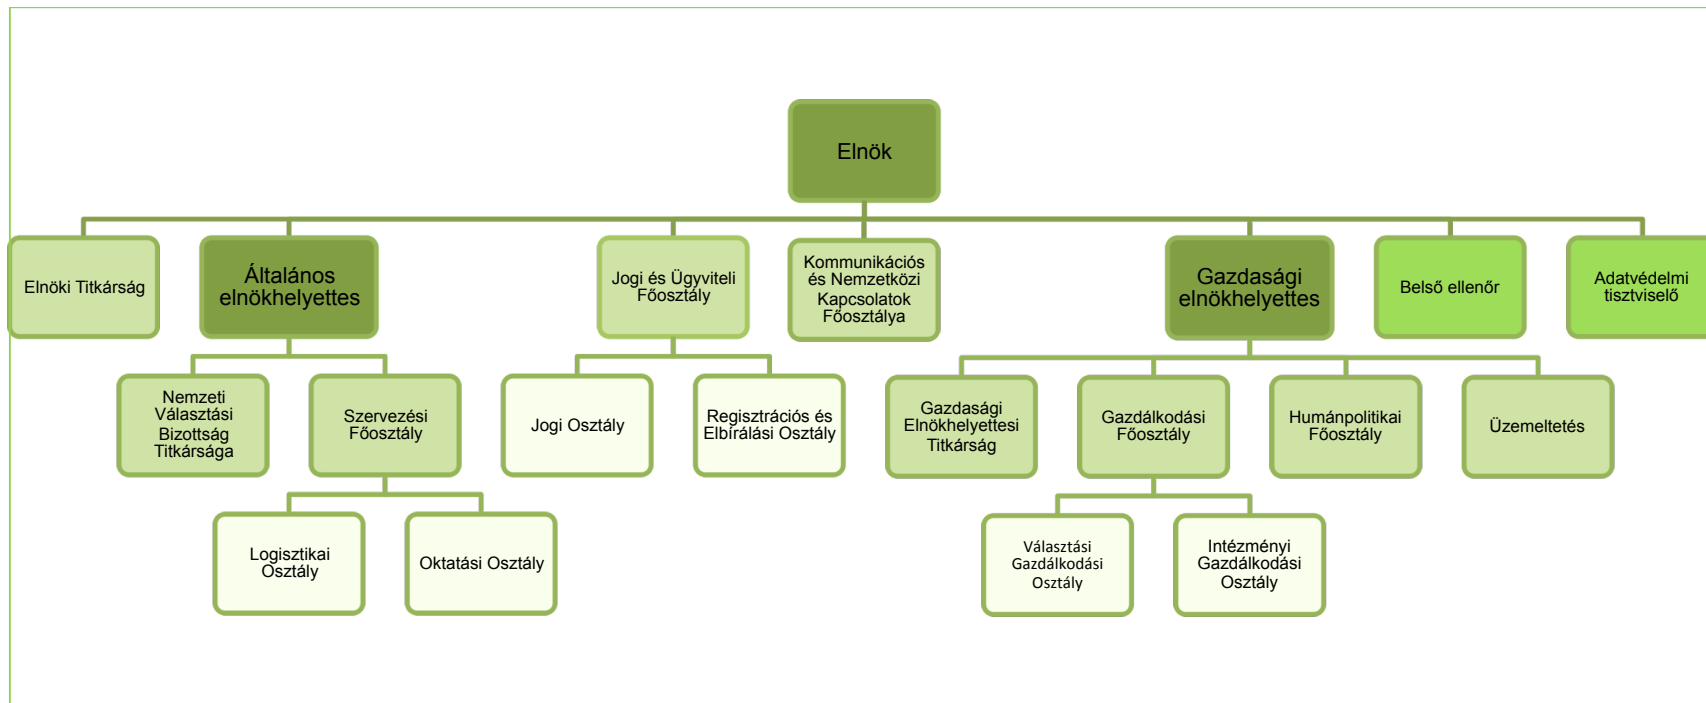 Elnök
Elnöki Titkárság
Általános
elnökhelyettes
Jogi és Ügyviteli
Főosztály
Kommunikációs
és Nemzetközi
Kapcsolatok
Főosztálya
Gazdasági
elnökhelyettes
Belső ellenőr
Adatvédelmi
tisztviselő
Nemzeti
Választási
Bizottság
Titkársága
Szervezési
Főosztály
Jogi Osztály
Regisztrációs és
Elbírálási Osztály
Gazdasági
Elnökhelyettesi
Titkárság
Gazdálkodási
Főosztály
Humánpolitikai
Főosztály
Üzemeltetés
Logisztikai
Osztály
Oktatási Osztály
Választási
Gazdálkodási
Osztály
Intézményi
Gazdálkodási
Osztály